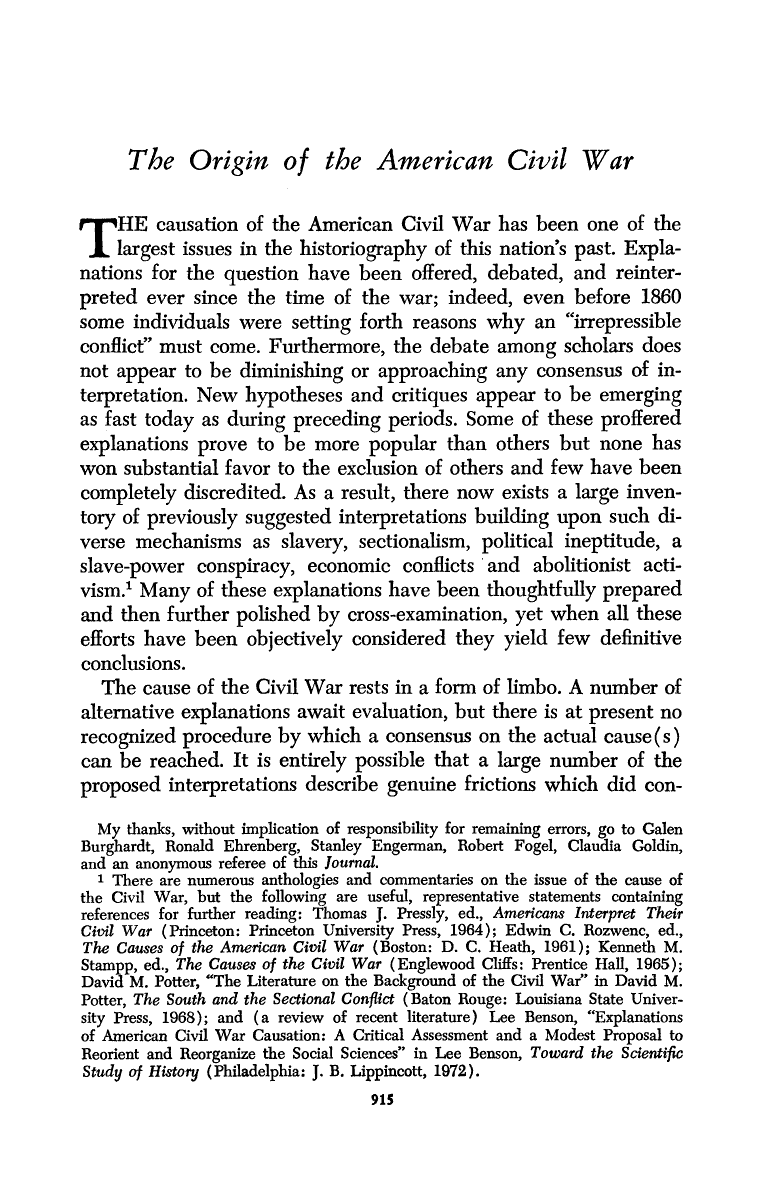 The Origin of the American Civil War
THE causation of the American Civil War has been one of the
largest issues in the historiography of this nation's past. Expla-
nations for the question have been offered, debated, and reinter-
preted ever since the time of the war; indeed, even before 1860
some individuals were setting forth reasons why an "irrepressible
conflict" must come. Furthermore, the debate among scholars does
not appear to be diminishing or approaching any consensus of in-
terpretation. New hypotheses and critiques appear to be emerging
as fast today as during preceding periods. Some of these proffered
explanations prove to be more popular than others but none has
won substantial favor to the exclusion of others and few have been
completely discredited. As a result, there now exists a large inven-
tory of previously suggested interpretations building upon such di-
verse mechanisms as slavery, sectionalism, political ineptitude, a
slave-power conspiracy, economic conflicts and abolitionist acti-
vism.¹ Many of these explanations have been thoughtfully prepared
and then further polished by cross-examination, yet when all these
efforts have been objectively considered they yield few definitive
conclusions.
The cause of the Civil War rests in a form of limbo. A number of
alternative explanations await evaluation, but there is at present no
recognized procedure by which a consensus on the actual cause(s)
can be reached. It is entirely possible that a large number of the
proposed interpretations describe genuine frictions which did con-
My thanks, without implication of responsibility for remaining errors, go to Galen
Burghardt, Ronald Ehrenberg, Stanley Engerman, Robert Fogel, Claudia Goldin,
and an anonymous referee of this Journal.
¹ There are numerous anthologies and commentaries on the issue of the cause of
the Civil War, but the following are useful, representative statements containing
references for further reading: Thomas J. Pressly, ed., Americans Interpret Their
Civil War (Princeton: Princeton University Press, 1964); Edwin C. Rozwenc, ed.,
The Causes of the American Civil War (Boston: D. C. Heath, 1961); Kenneth M.
Stampp, ed., The Causes of the Civil War (Englewood Cliffs: Prentice Hall, 1965);
David M. Potter, "The Literature on the Background of the Civil War" in David M.
Potter, The South and the Sectional Conflict (Baton Rouge: Louisiana State Univer-
sity Press, 1968); and (a review of recent literature) Lee Benson, "Explanations
of American Civil War Causation: A Critical Assessment and a Modest Proposal to
Reorient and Reorganize the Social Sciences" in Lee Benson, Toward the Scientific
Study of History (Philadelphia: J. B. Lippincott, 1972).
915